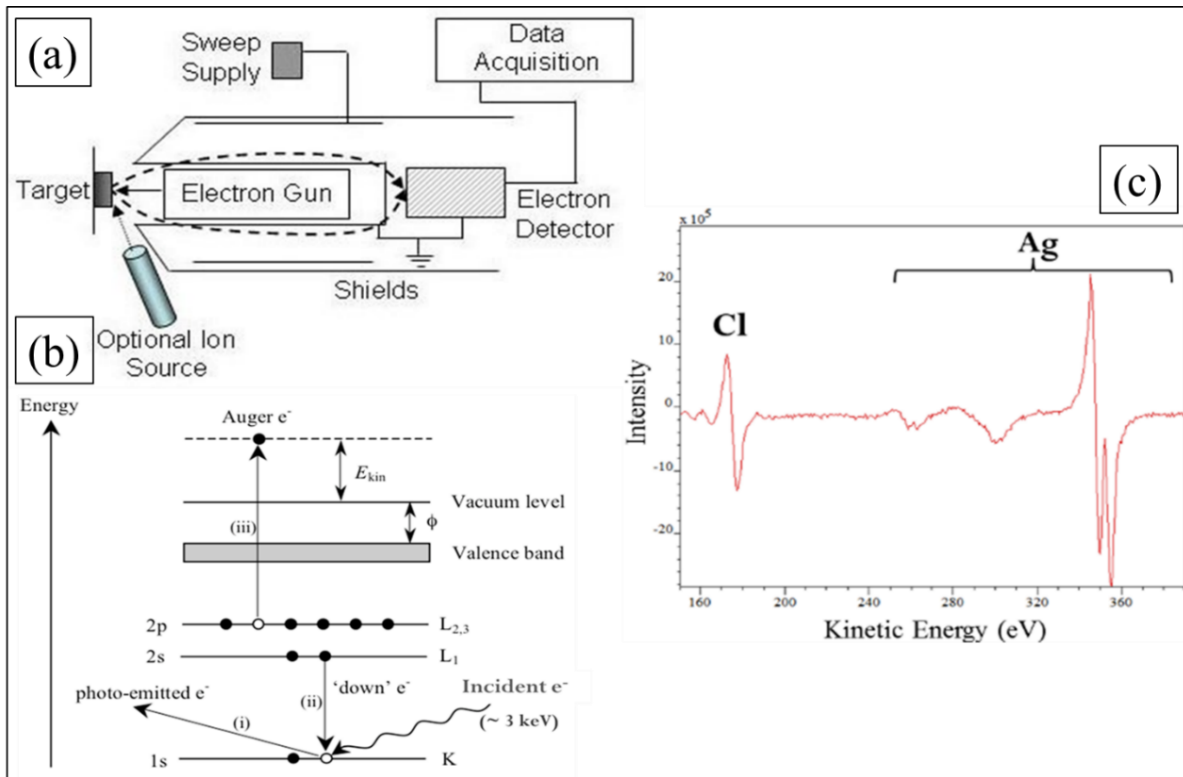 (a)
Sweep
Supply
Data
Acquisition
Target
Electron Gun
Electron
Detector
Shields
Optional Ion
Source
(b)
Energy
Auger e⁻
E_kin
Vacuum level
(iii)
ϕ
Valence band
2p
L₂,₃
2s
L₁
photo-emitted e⁻
(ii)
'down' e⁻
Incident e⁻
(~ 3 keV)
(i)
1s
K
(c)
x 10⁵
Ag
Cl
20
10
0
-10
-20
Intensity
160
200
240
280
320
360
Kinetic Energy (eV)